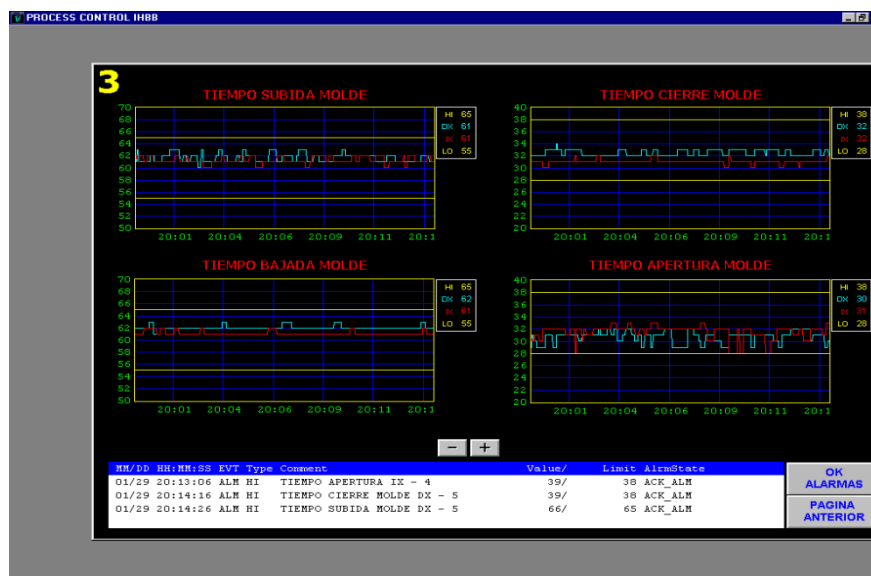 PROCESS CONTROL IHBB
3
TIEMPO SUBIDA MOLDE
70
68
66
64
62
60
58
56
54
52
50
20:01 20:04 20:06 20:09 20:11 20:1
HI 65
DX 61
IX 61
LO 55
TIEMPO CIERRE MOLDE
40
38
36
34
32
30
28
26
24
22
20
20:01 20:04 20:06 20:09 20:11 20:1
HI 38
DX 32
IX 32
LO 28
TIEMPO BAJADA MOLDE
70
68
66
64
62
60
58
56
54
52
50
20:01 20:04 20:06 20:09 20:11 20:1
HI 65
DX 62
IX 61
LO 55
TIEMPO APERTURA MOLDE
40
38
36
34
32
30
28
26
24
22
20
20:01 20:04 20:06 20:09 20:11 20:1
HI 38
DX 30
IX 31
LO 28
- +
MM/DD HH:MM:SS EVT Type Comment Value/ Limit AlrmState
01/29 20:13:06 ALM HI TIEMPO APERTURA IX - 4 39/ 38 ACK_ALM
01/29 20:14:16 ALM HI TIEMPO CIERRE MOLDE DX - 5 39/ 38 ACK_ALM
01/29 20:14:26 ALM HI TIEMPO SUBIDA MOLDE DX - 5 66/ 65 ACK_ALM
OK
ALARMAS
PAGINA
ANTERIOR